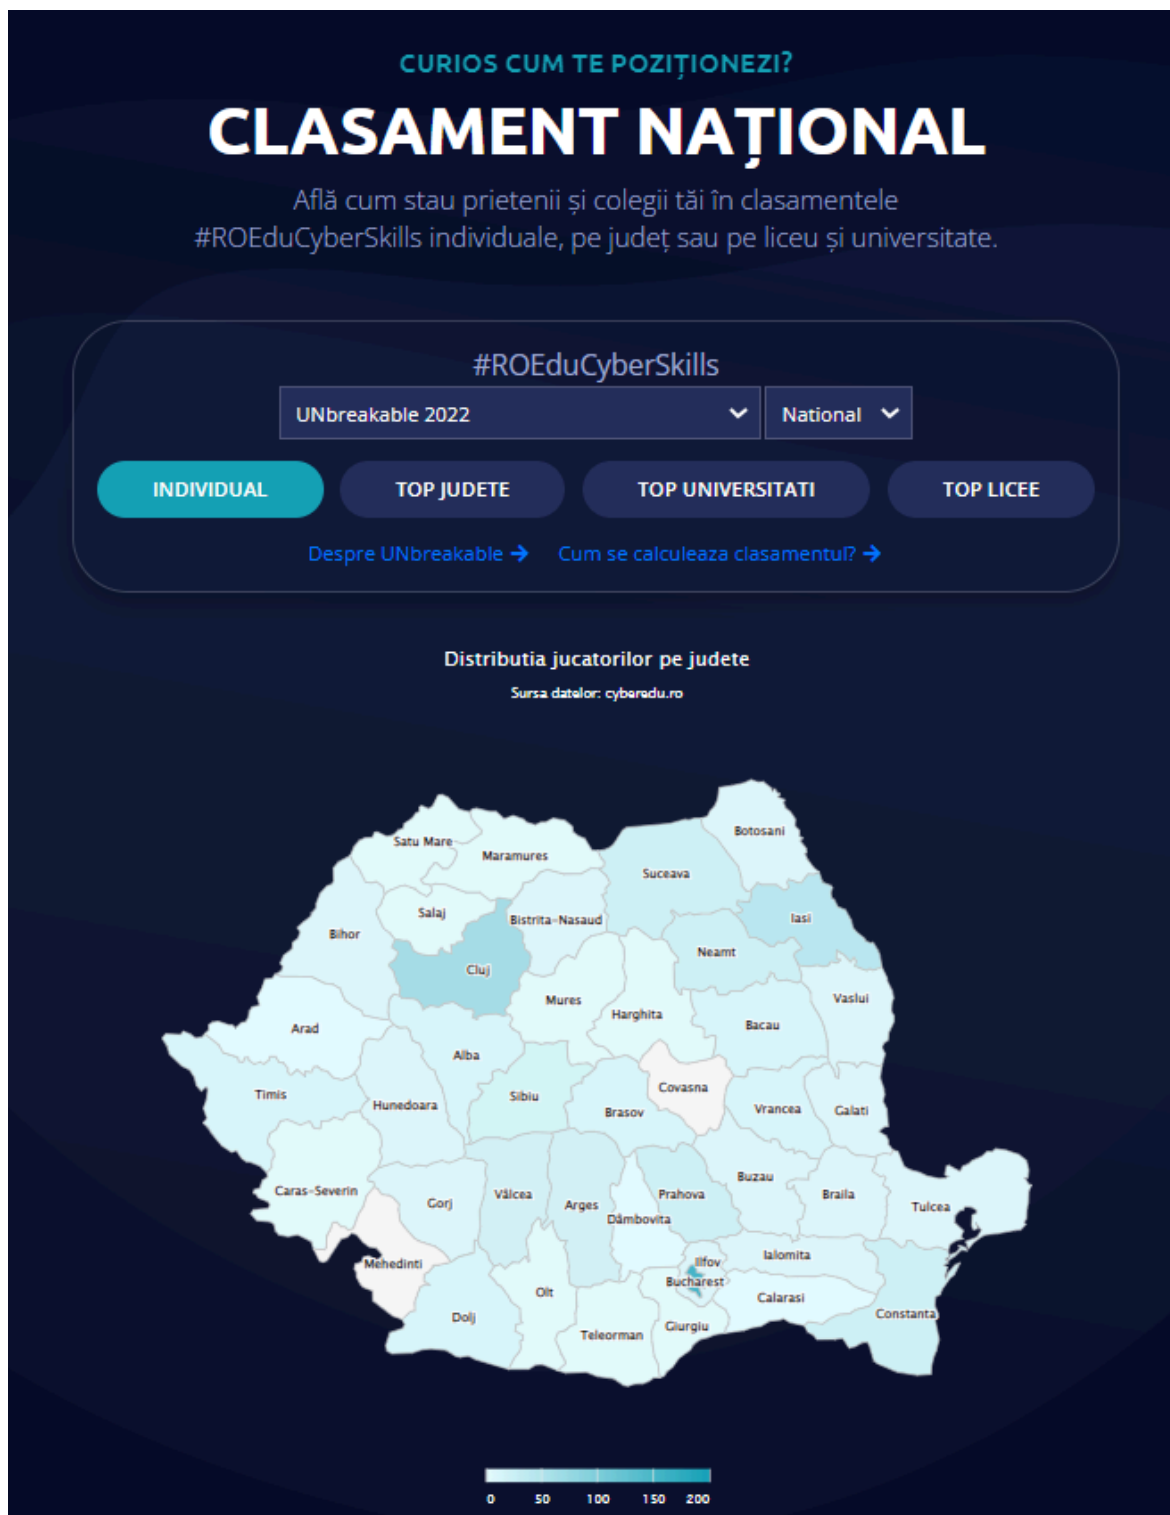 CURIOS CUM TE POZIȚIONEZI?
CLASAMENT NAȚIONAL
Află cum stau prietenii și colegii tăi în clasamentele
#ROEduCyberSkills individuale, pe județ sau pe liceu și universitate.
#ROEduCyberSkills
UNbreakable 2022
National
INDIVIDUAL
TOP JUDETE
TOP UNIVERSITATI
TOP LICEE
Despre UNbreakable →
Cum se calculeaza clasamentul? →
Distributia jucatorilor pe judete
Sursa datelor: cyberedu.ro
Botosani
Satu Mare
Maramures
Suceava
Salaj
Bistrita-Nasaud
Iasi
Bihor
Neamt
Cluj
Vaslui
Mures
Harghita
Bacau
Arad
Alba
Covasna
Timis
Sibiu
Hunedoara
Brasov
Vrancea
Galati
Buzau
Caras-Severin
Vâlcea
Prahova
Braila
Gorj
Arges
Tulcea
Dâmbovita
Ialomita
Ilfov
Mehedinti
Bucharest
Olt
Calarasi
Constanta
Dolj
Giurgiu
Teleorman
0 50 100 150 200